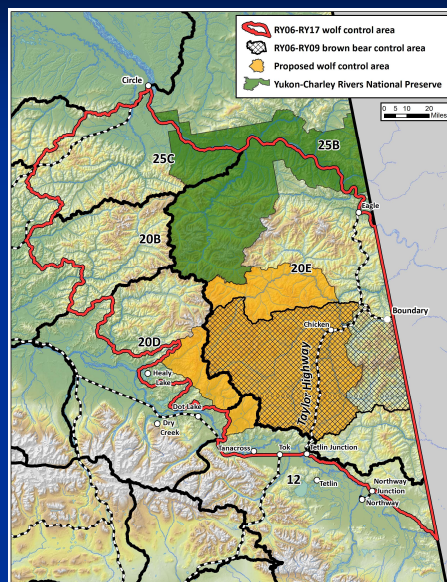 RY06-RY17 wolf control area
RY06-RY09 brown bear control area
Proposed wolf control area
Yukon-Charley Rivers National Preserve
0 5 10 20
Miles
Circle
25B
25C
Eagle
20B
20E
Boundary
Chicken
Taylor Highway
20D
Healy
Lake
Dot Lake
Dry
Creek
Tanacross
Tok
Tetlin Junction
12
Tetlin
Northway
Junction
Northway